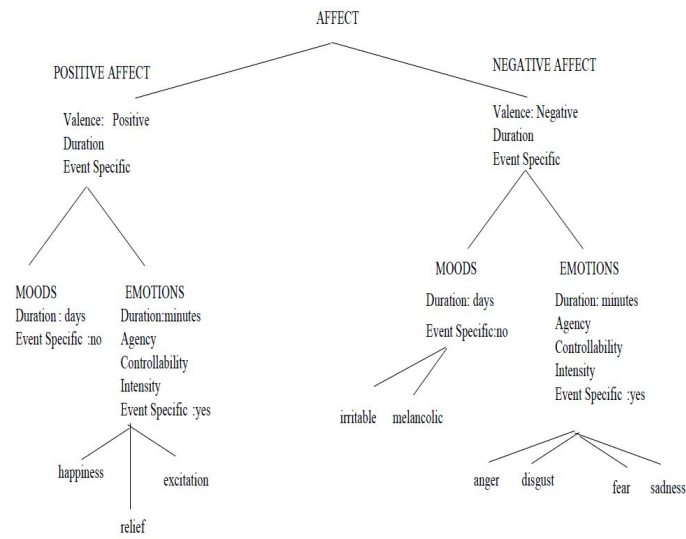 AFFECT
POSITIVE AFFECT
Valence: Positive
Duration
Event Specific
NEGATIVE AFFECT
Valence: Negative
Duration
Event Specific
MOODS
Duration : days
Event Specific :no
EMOTIONS
Duration:minutes
Agency
Controllability
Intensity
Event Specific :yes
happiness
relief
excitation
MOODS
Duration: days
Event Specific:no
irritable
melancolic
EMOTIONS
Duration: minutes
Agency
Controllability
Intensity
Event Specific :yes
anger
disgust
fear
sadness